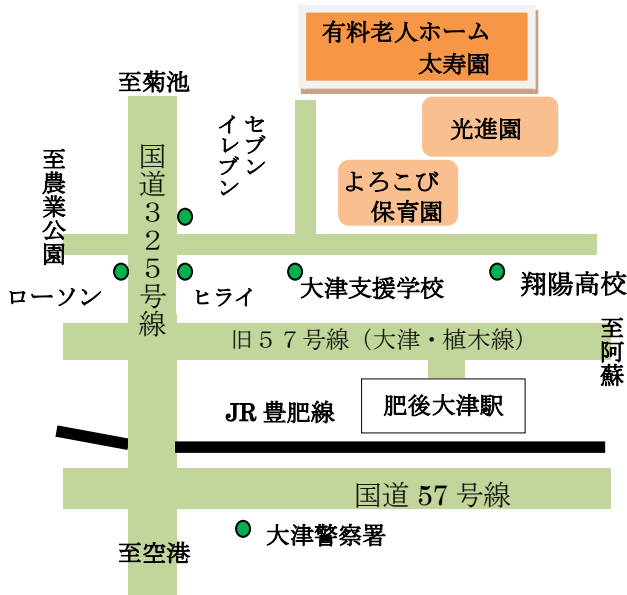 有料老人ホーム
太寿園
至菊池
光進園
セブン
イレブン
国道325号線
至農業公園
よろこび
保育園
ローソン
ヒライ
大津支援学校
翔陽高校
旧57号線（大津・植木線）
至阿蘇
JR豊肥線
肥後大津駅
国道57号線
大津警察署
至空港